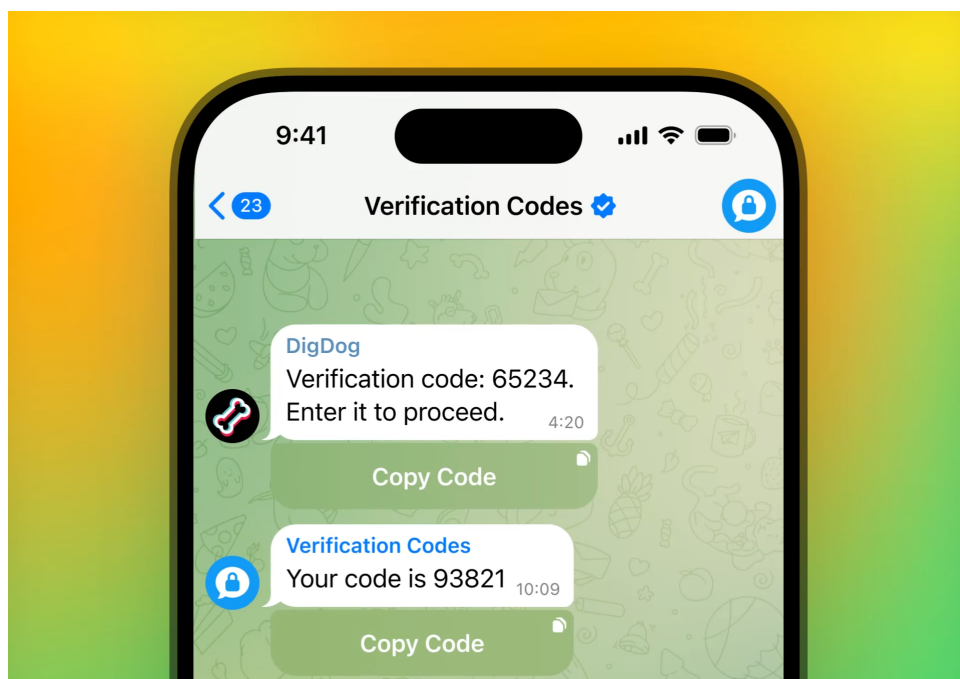 9:41
23
Verification Codes
DigDog
Verification code: 65234.
Enter it to proceed.
4:20
Copy Code
Verification Codes
Your code is 93821
10:09
Copy Code